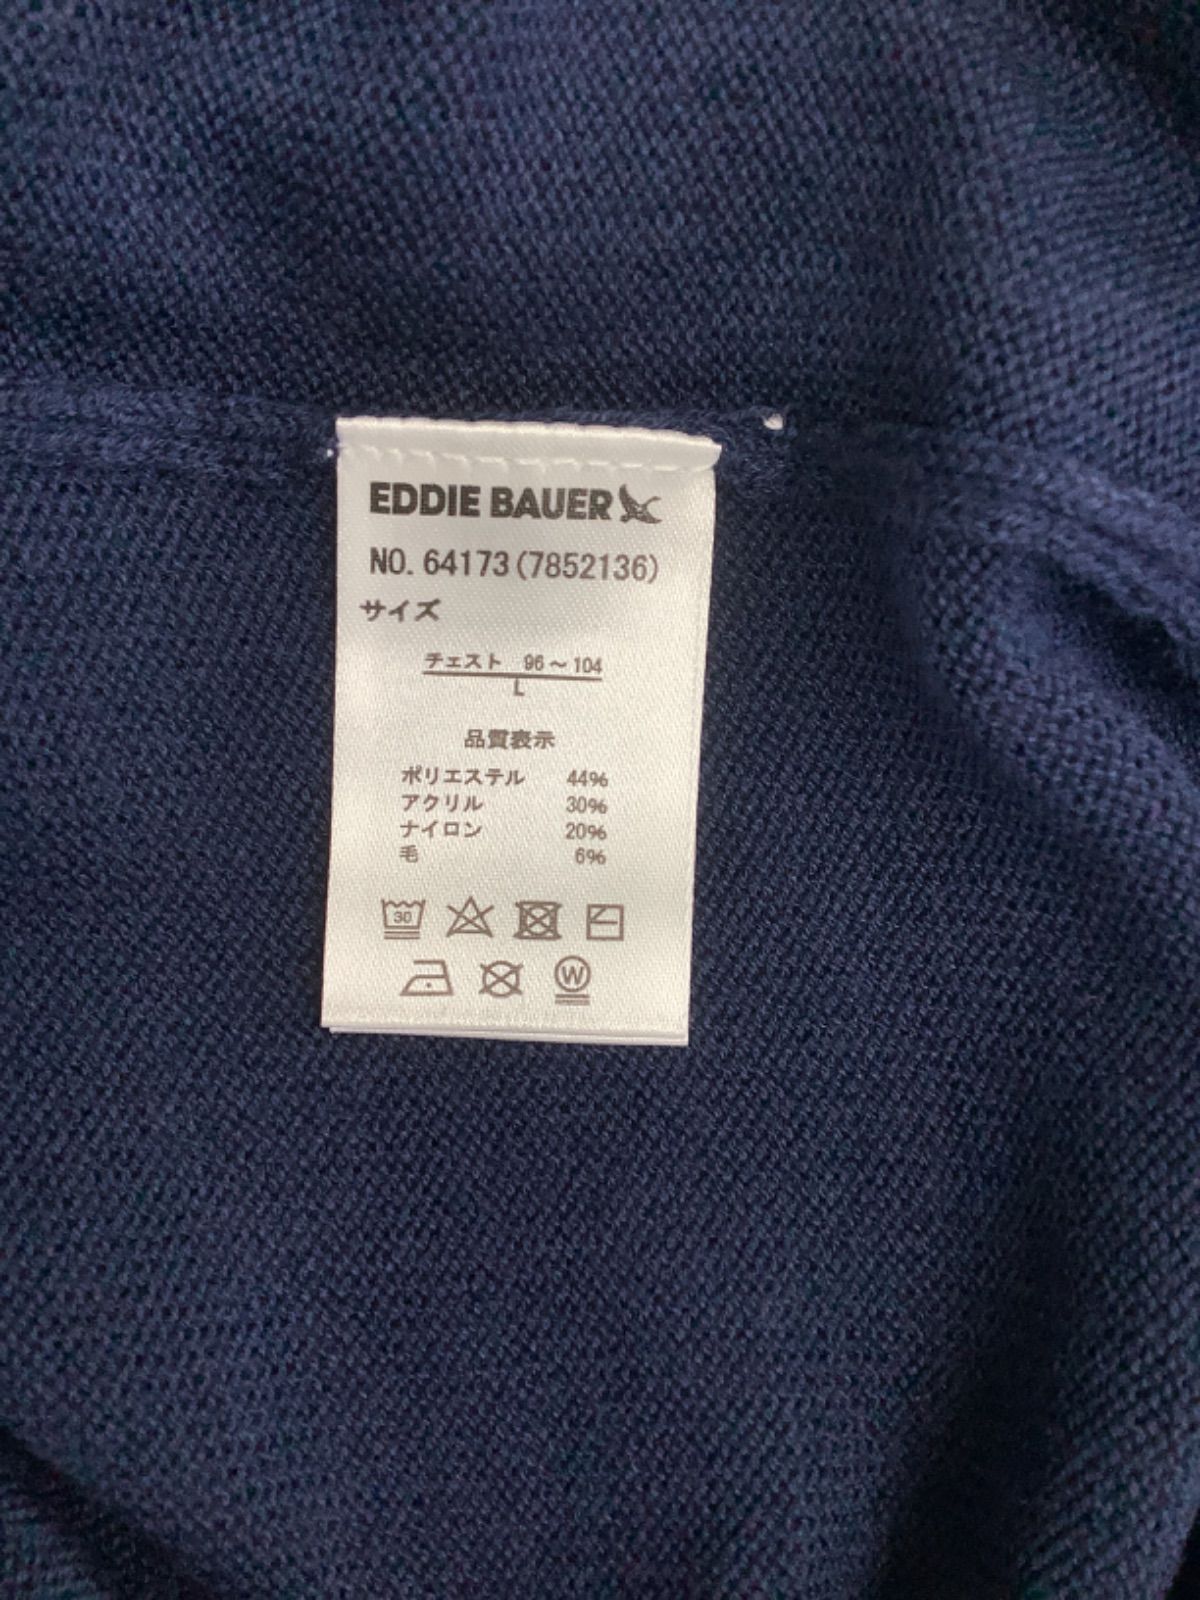 EDDIE BAUER
NO. 64173(7852136)
サイズ
チェスト 96～104
L
品質表示
ポリエステル 44%
アクリル 30%
ナイロン 20%
毛 6%
30
W